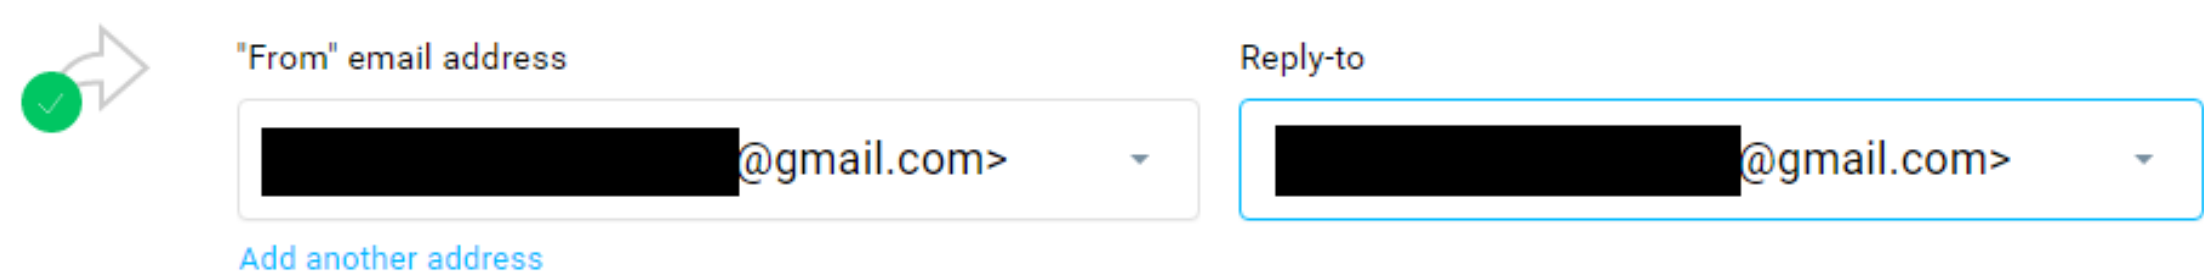 "From" email address
Reply-to
@gmail.com>
@gmail.com>
Add another address